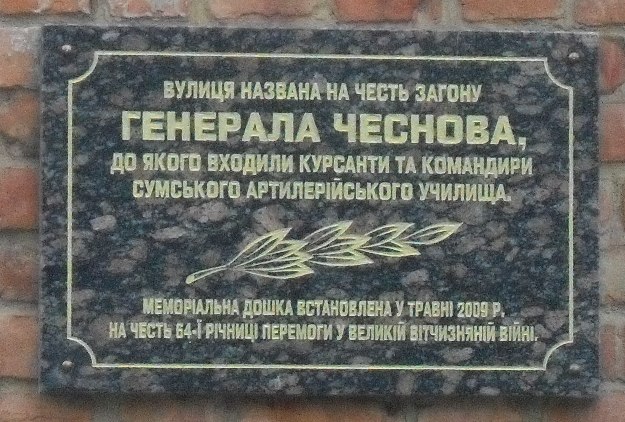 ВУЛИЦЯ НАЗВАНА НА ЧЕСТЬ ЗАГОНУ
ГЕНЕРАЛА ЧЕСНОВА,
ДО ЯКОГО ВХОДИЛИ КУРСАНТИ ТА КОМАНДИРИ
СУМСЬКОГО АРТИЛЕРІЙСЬКОГО УЧИЛИЩА.
МЕМОРІАЛЬНА ДОШКА ВСТАНОВЛЕНА У ТРАВНІ 2009 Р.
НА ЧЕСТЬ 64-Ї РІЧНИЦІ ПЕРЕМОГИ У ВЕЛИКІЙ ВІТЧИЗНЯНІЙ ВІЙНІ.